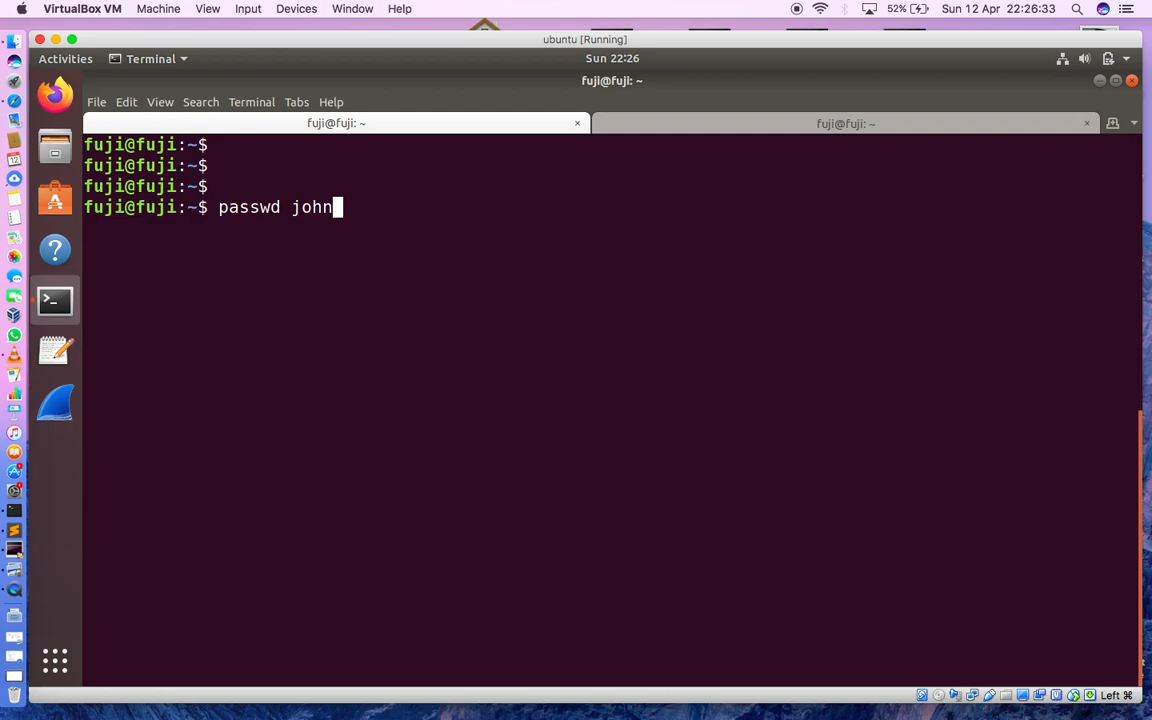 VirtualBox VM Machine View Input Devices Window Help 52% Sun 12 Apr 22:26:33
ubuntu [Running]
Activities Terminal Sun 22:26
fuji@fuji: ~
File Edit View Search Terminal Tabs Help
fuji@fuji: ~ × fuji@fuji: ~ ×
fuji@fuji:~$
fuji@fuji:~$
fuji@fuji:~$
fuji@fuji:~$ passwd john
Left ⌘